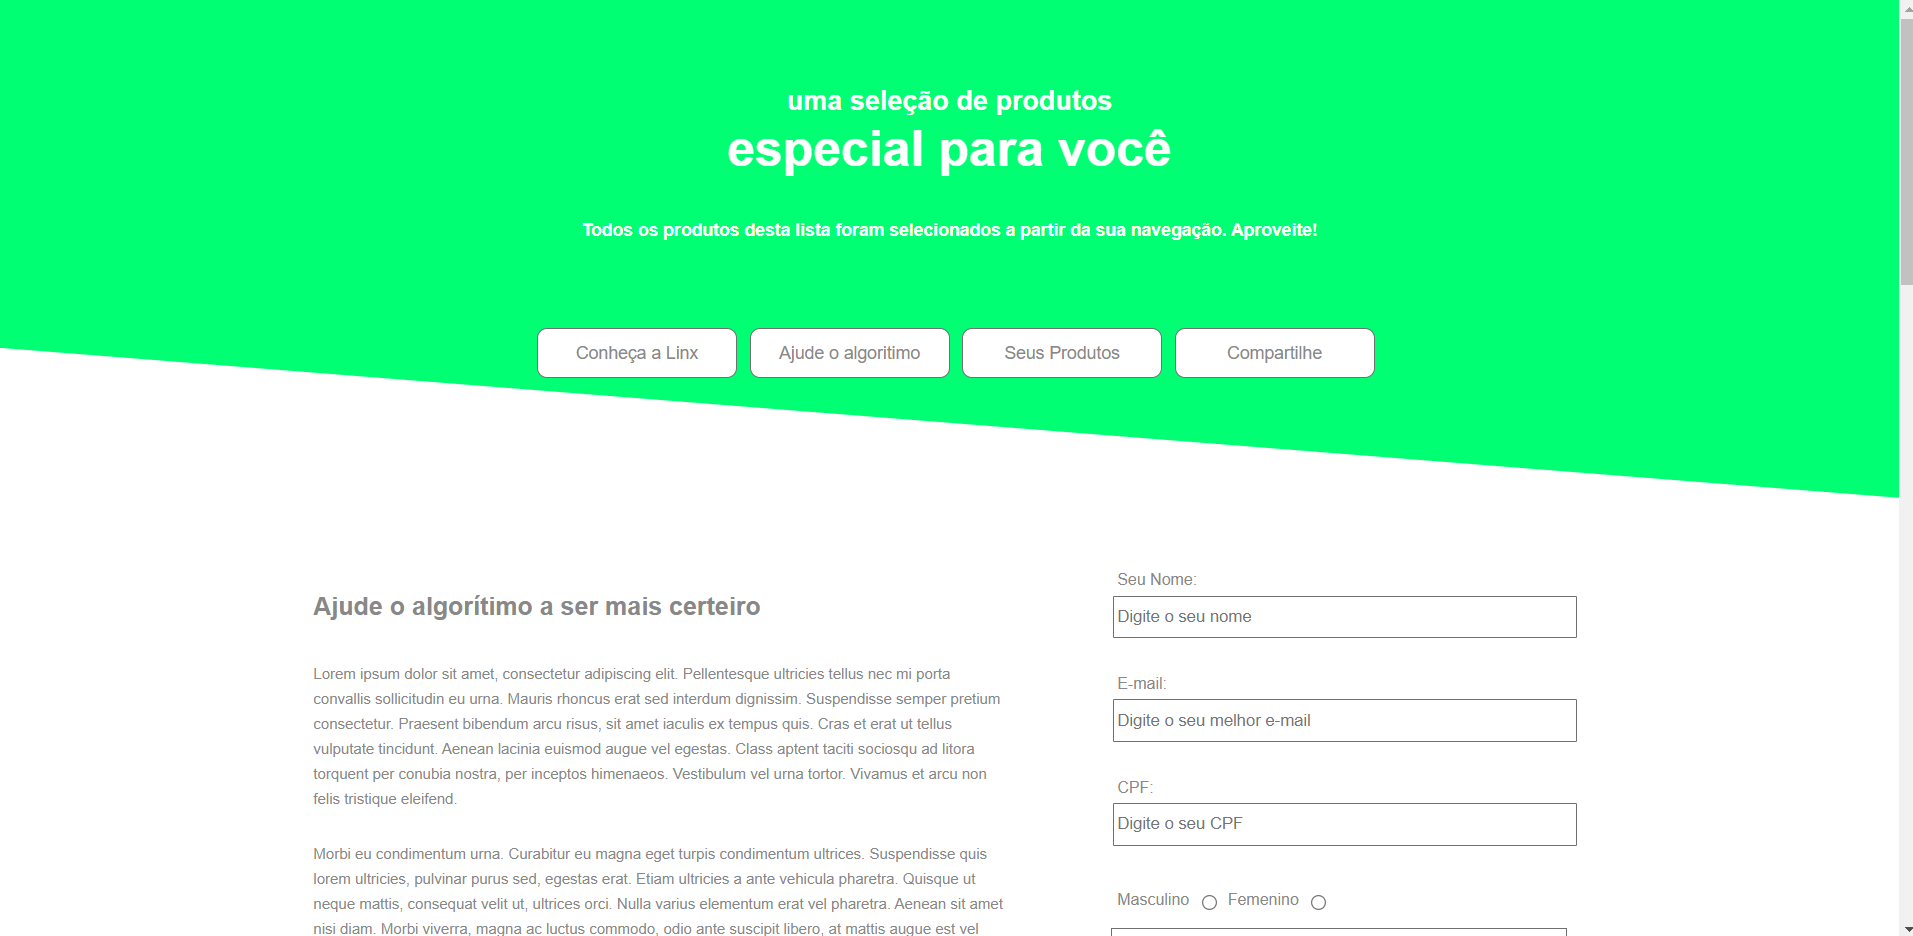 uma seleção de produtos
especial para você
Todos os produtos desta lista foram selecionados a partir da sua navegação. Aproveite!
Conheça a Linx
Ajude o algoritimo
Seus Produtos
Compartilhe
Ajude o algorítimo a ser mais certeiro
Lorem ipsum dolor sit amet, consectetur adipiscing elit. Pellentesque ultricies tellus nec mi porta
convallis sollicitudin eu urna. Mauris rhoncus erat sed interdum dignissim. Suspendisse semper pretium
consectetur. Praesent bibendum arcu risus, sit amet iaculis ex tempus quis. Cras et erat ut tellus
vulputate tincidunt. Aenean lacinia euismod augue vel egestas. Class aptent taciti sociosqu ad litora
torquent per conubia nostra, per inceptos himenaeos. Vestibulum vel urna tortor. Vivamus et arcu non
felis tristique eleifend.
Morbi eu condimentum urna. Curabitur eu magna eget turpis condimentum ultrices. Suspendisse quis
lorem ultricies, pulvinar purus sed, egestas erat. Etiam ultricies a ante vehicula pharetra. Quisque ut
neque mattis, consequat velit ut, ultrices orci. Nulla varius elementum erat vel pharetra. Aenean sit amet
nisi diam. Morbi viverra, magna ac luctus commodo, odio ante suscipit libero, at mattis augue est vel
Seu Nome:
Digite o seu nome
E-mail:
Digite o seu melhor e-mail
CPF:
Digite o seu CPF
Masculino
Femenino